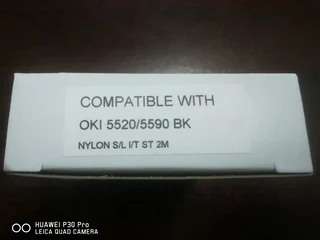 COMPATIBLE WITH
OKI 5520/5590 BK
NYLON S/L I/T ST 2M
HUAWEI P30 Pro
LEICA QUAD CAMERA